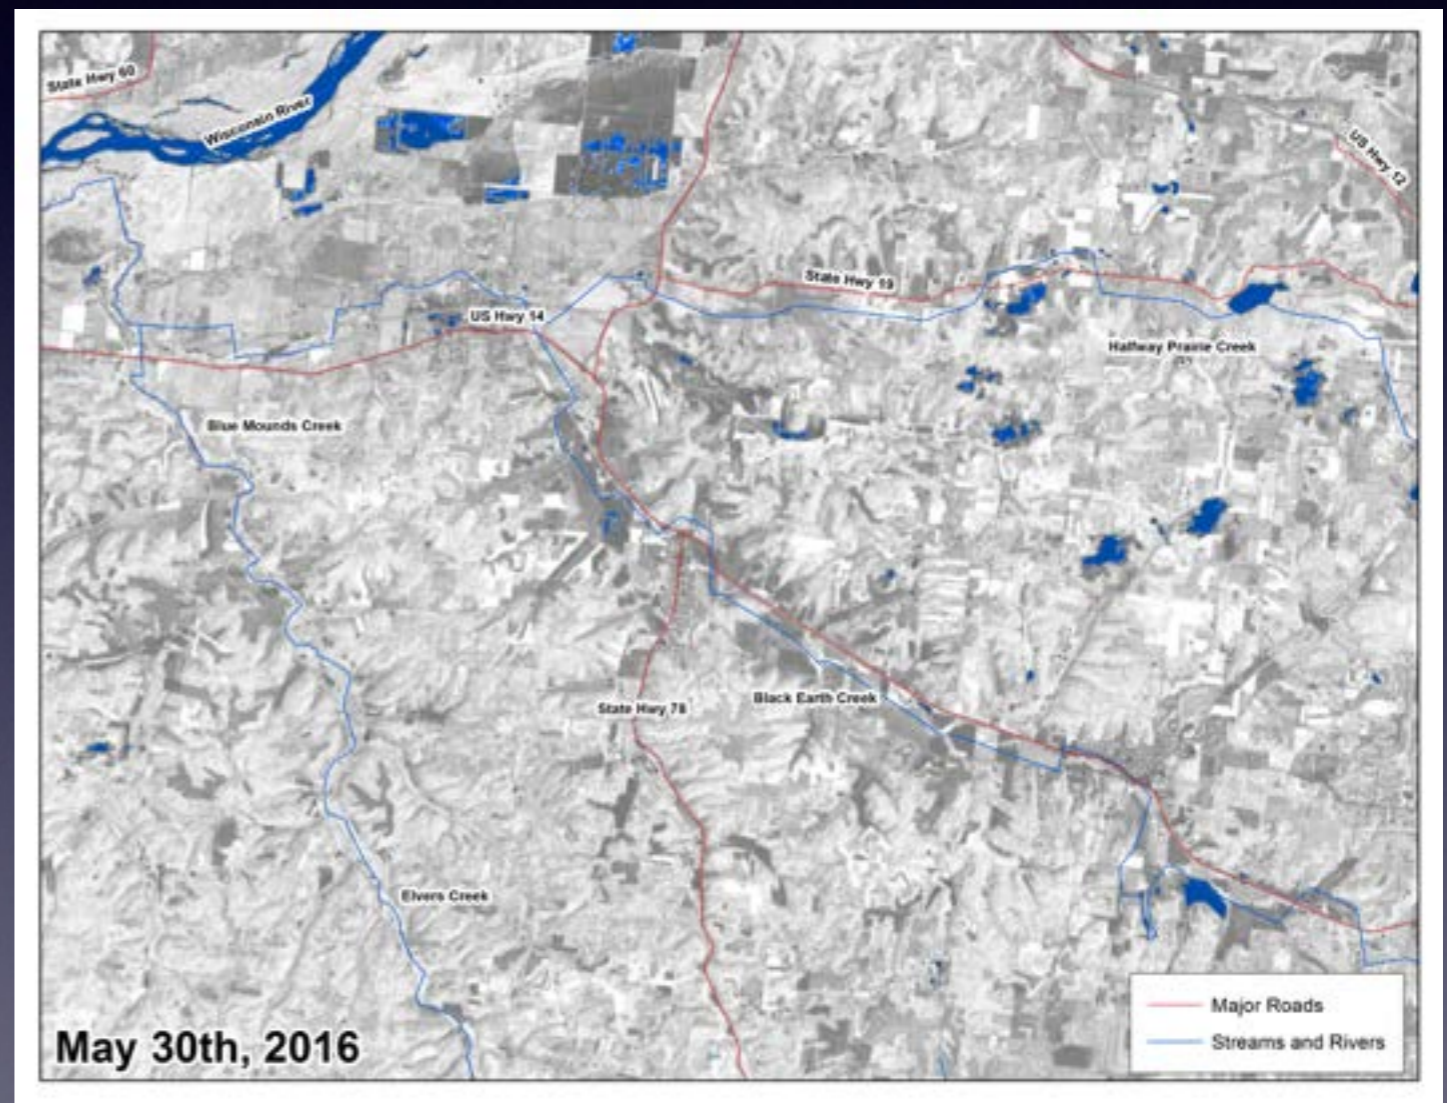 State Hwy 60
Wisconsin River
US Hwy 12
State Hwy 19
US Hwy 14
Halfway Prairie Creek
Blue Mounds Creek
Black Earth Creek
State Hwy 78
Elvers Creek
Major Roads
Streams and Rivers
May 30th, 2016